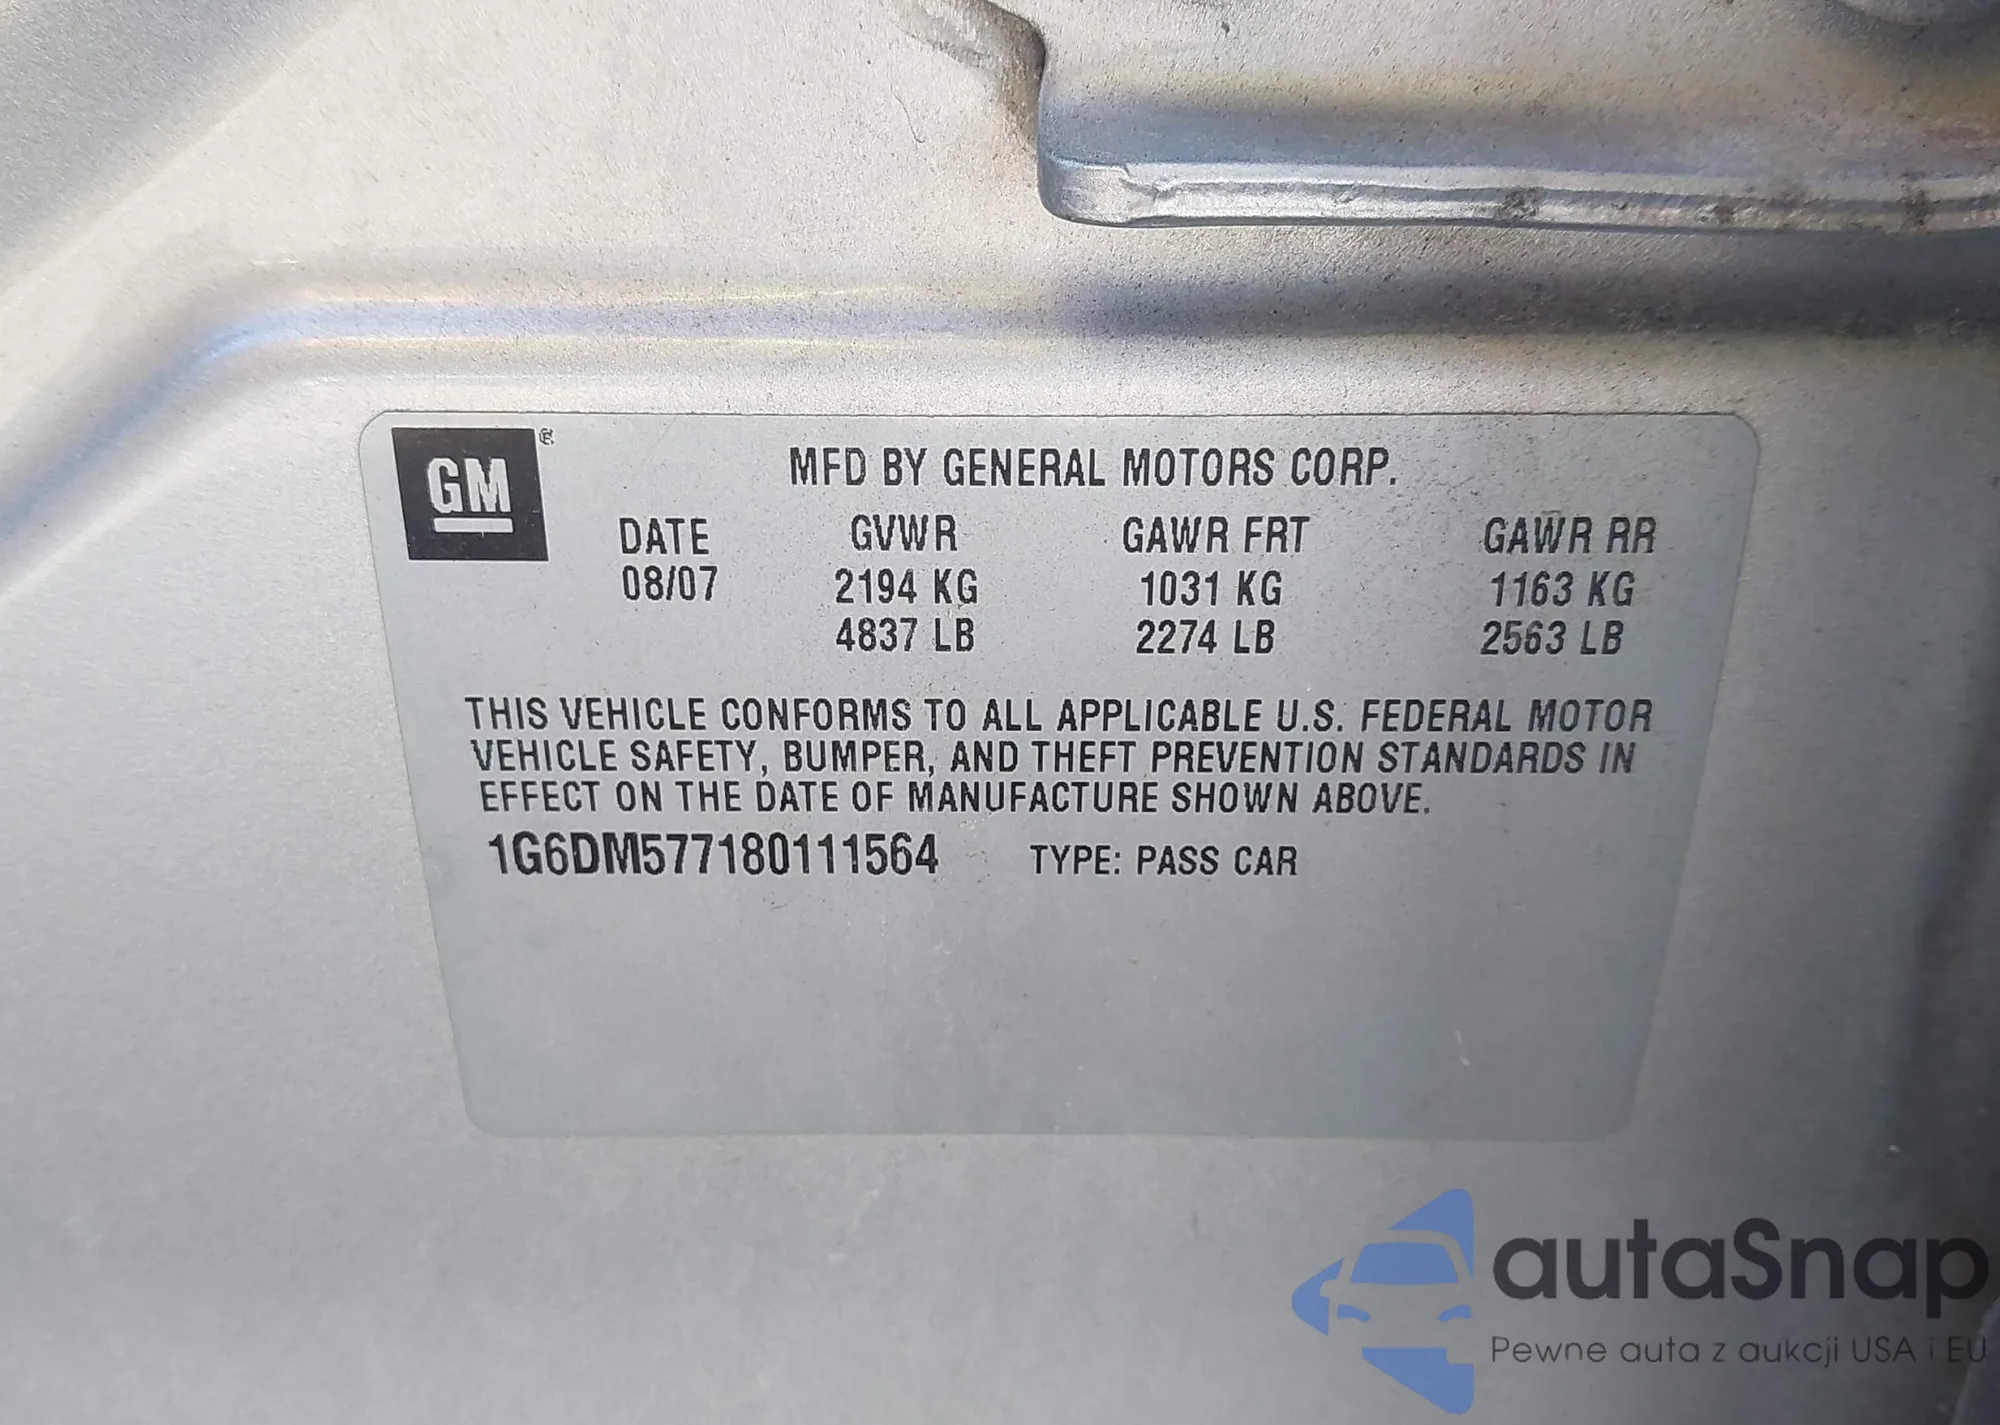 GM®
MFD BY GENERAL MOTORS CORP.
DATE GVWR GAWR FRT GAWR RR
08/07 2194 KG 1031 KG 1163 KG
4837 LB 2274 LB 2563 LB
THIS VEHICLE CONFORMS TO ALL APPLICABLE U.S. FEDERAL MOTOR
VEHICLE SAFETY, BUMPER, AND THEFT PREVENTION STANDARDS IN
EFFECT ON THE DATE OF MANUFACTURE SHOWN ABOVE.
1G6DM577180111564 TYPE: PASS CAR
autaSnap
Pewne auta z aukcji USA i EU